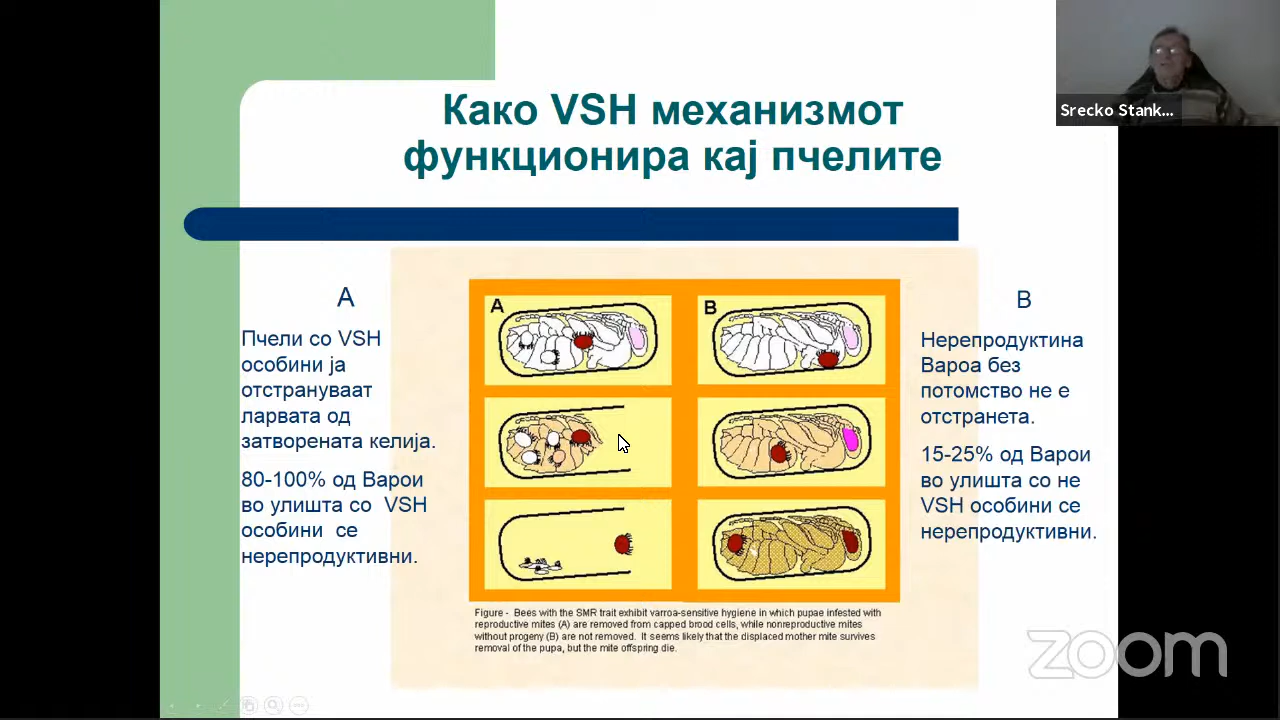 Како VSH механизмот
функционира кај пчелите
Srecko Stank...
A
Пчели со VSH
особини ја
отстрануваат
ларвата од
затворената келија.
80-100% од Варои
во улишта со VSH
особини се
нерепродуктивни.
A
B
Figure - Bees with the SMR trait exhibit varroa-sensitive hygiene in which pupae infested with
reproductive mites (A) are removed from capped brood cells, while nonreproductive mites
without progeny (B) are not removed. It seems likely that the displaced mother mite survives
removal of the pupa, but the mite offspring die.
B
Нерепродуктина
Вароа без
потомство не е
отстранета.
15-25% од Варои
во улишта со не
VSH особини се
нерепродуктивни.
zoom